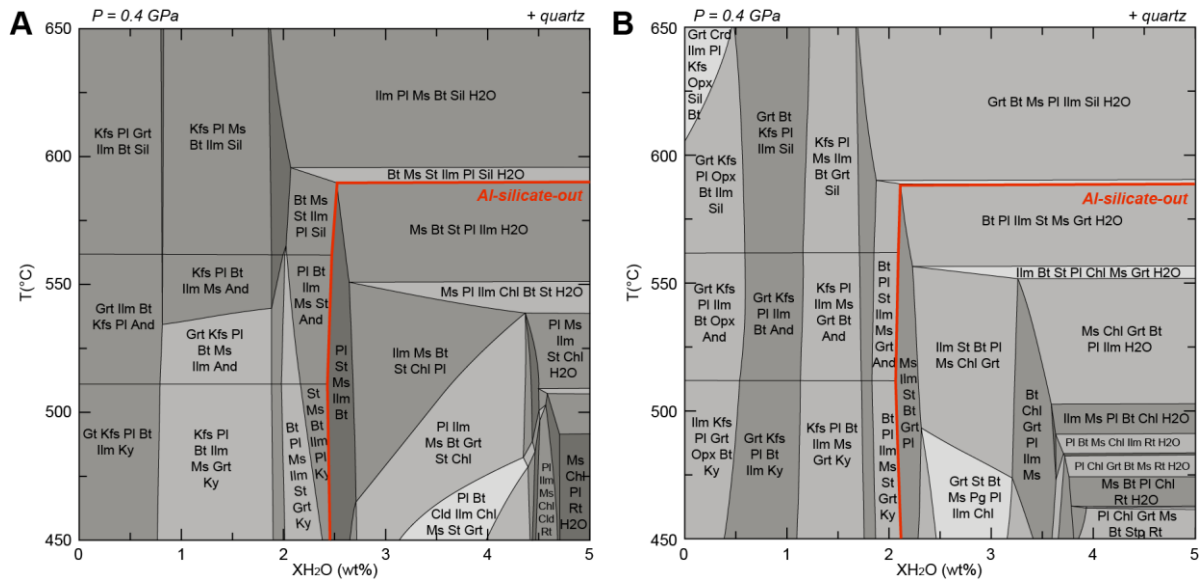 A
P = 0.4 GPa
+ quartz
650
600
550
500
450
T(°C)
0
1
2
3
4
5
XH2O (wt%)
Kfs Pl Grt
Ilm Bt Sil
Kfs Pl Ms
Bt Ilm Sil
Ilm Pl Ms Bt Sil H2O
Bt Ms St Ilm Pl Sil H2O
Al-silicate-out
Bt Ms
St Ilm
Pl Sil
Ms Bt St Pl Ilm H2O
Kfs Pl Bt
Ilm Ms And
Pl Bt
Ilm
Ms St
And
Ms Pl Ilm Chl Bt St H2O
Grt Ilm Bt
Kfs Pl And
Grt Kfs Pl
Bt Ms
Ilm And
Pl
St
Ms
Ilm
Bt
Ilm Ms Bt
St Chl Pl
Pl Ms
Ilm
St Chl
H2O
Gt Kfs Pl Bt
Ilm Ky
Kfs Pl
Bt Ilm
Ms Grt
Ky
Bt
Pl
Ms
Ilm
St
Grt
Ky
St
Ms
Bt
Ilm
Pl
Ky
Pl Ilm
Ms Bt Grt
St Chl
Pl Bt
Cld Ilm Chl
Ms St Grt
Pl
Ilm
Ms
Chl
Cld
Rt
Ms
Chl
Pl
Rt
H2O
B
P = 0.4 GPa
+ quartz
650
600
550
500
450
T(°C)
0
1
2
3
4
5
XH2O (wt%)
Grt Crd
Ilm Pl
Kfs
Opx
Sil
Bt
Grt Bt
Kfs Pl
Ilm Sil
Kfs
Pl
Ms Ilm
Bt Grt
Sil
Grt Bt Ms Pl Ilm Sil H2O
Grt Kfs
Pl Opx
Bt Ilm
Sil
Al-silicate-out
Bt Pl Ilm St Ms Grt H2O
Ilm Bt St Pl Chl Ms Grt H2O
Grt Kfs
Pl Ilm
Bt Opx
And
Grt Kfs
Pl Ilm
Bt And
Kfs Pl
Ilm Ms
Grt Bt
And
Bt
Pl
St
Ilm
Ms
Grt
And
Ilm St Bt Pl
Ms Chl Grt
Ms Chl Grt Bt
Pl Ilm H2O
Ms
Ilm
St
Bt
Grt
Pl
Bt
Chl
Grt
Pl
Ilm
Ms
Ilm Ms Pl Bt Chl H2O
Pl Bt Ms Chl Ilm Rt H2O
Pl Chl Grt Bt Ms Rt H2O
Ms Bt Pl Chl
Rt H2O
Pl Chl Grt Ms
Bt Stp Rt
Ilm Kfs
Pl Grt
Opx Bt
Ky
Grt Kfs
Pl Bt
Ilm Ky
Kfs Pl Bt
Ilm Ms
Grt Ky
Bt
Pl
Ilm
Ms
St
Grt
Ky
Grt St Bt
Ms Pg Pl
Ilm Chl